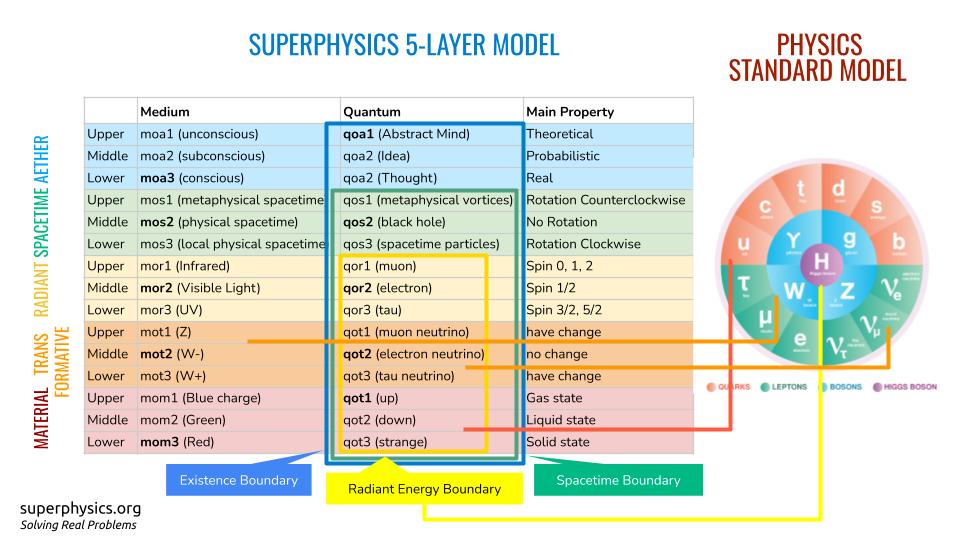 SUPERPHYSICS 5-LAYER MODEL
PHYSICS
STANDARD MODEL
Medium Quantum Main Property
AETHER
Upper moa1 (unconscious) qoa1 (Abstract Mind) Theoretical
Middle moa2 (subconscious) qoa2 (Idea) Probabilistic
Lower moa3 (conscious) qoa2 (Thought) Real
SPACETIME
Upper mos1 (metaphysical spacetime qos1 (metaphysical vortices) Rotation Counterclockwise
Middle mos2 (physical spacetime) qos2 (black hole) No Rotation
Lower mos3 (local physical spacetime qos3 (spacetime particles) Rotation Clockwise
RADIANT
Upper mor1 (Infrared) qor1 (muon) Spin 0, 1, 2
Middle mor2 (Visible Light) qor2 (electron) Spin 1/2
Lower mor3 (UV) qor3 (tau) Spin 3/2, 5/2
TRANS
FORMATIVE
Upper mot1 (Z) qot1 (muon neutrino) have change
Middle mot2 (W-) qot2 (electron neutrino) no change
Lower mot3 (W+) qot3 (tau neutrino) have change
MATERIAL
Upper mom1 (Blue charge) qot1 (up) Gas state
Middle mom2 (Green) qot2 (down) Liquid state
Lower mom3 (Red) qot3 (strange) Solid state
t d
c s
u γ g b
H
τ W Z νe
μ νμ
e ντ
QUARKS LEPTONS BOSONS HIGGS BOSON
Existence Boundary
Radiant Energy Boundary
Spacetime Boundary
superphysics.org
Solving Real Problems